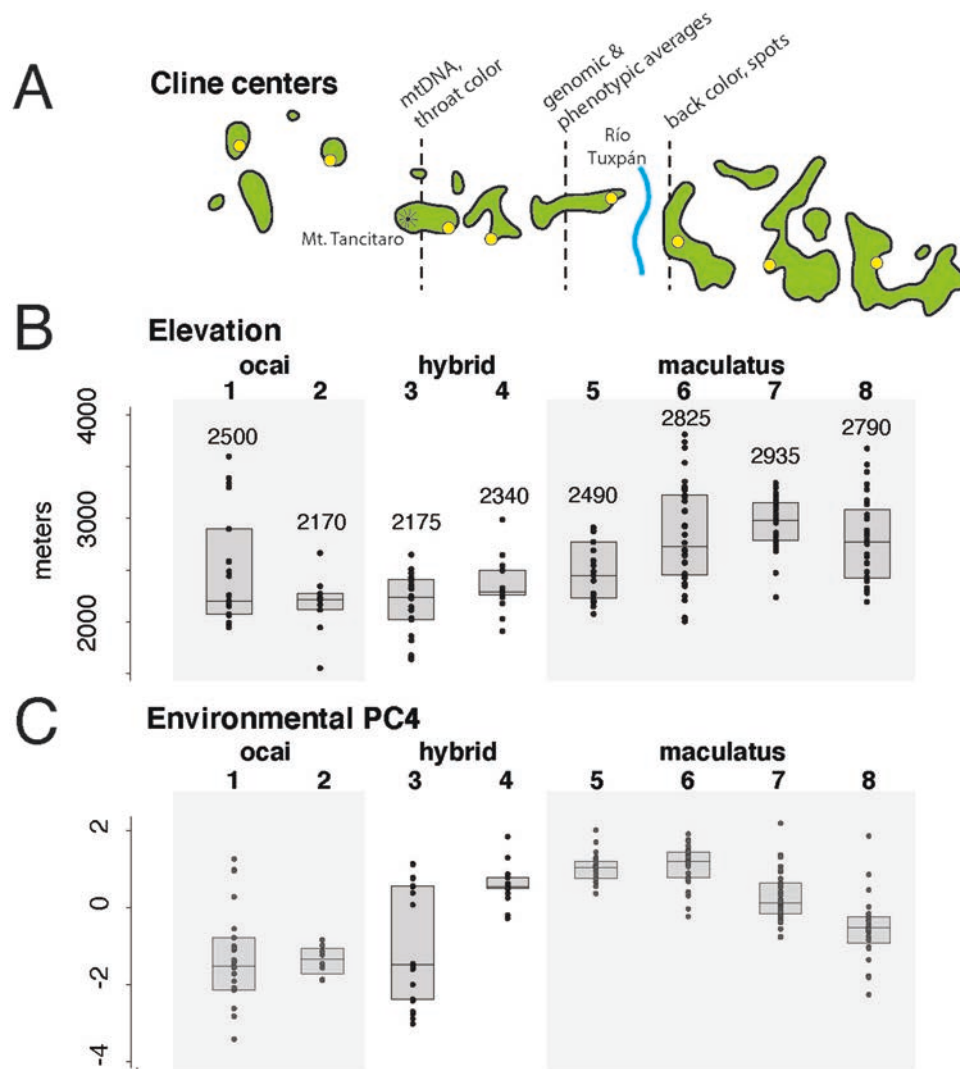 A
Cline centers
mtDNA,
throat color
genomic &
phenotypic averages
back color, spots
Río
Tuxpán
Mt. Tancitaro
B
Elevation
ocai
hybrid
maculatus
1 2 3 4 5 6 7 8
4000
3000
2000
meters
2500
2170
2175
2340
2490
2825
2935
2790
C
Environmental PC4
ocai
hybrid
maculatus
1 2 3 4 5 6 7 8
2
0
-2
-4